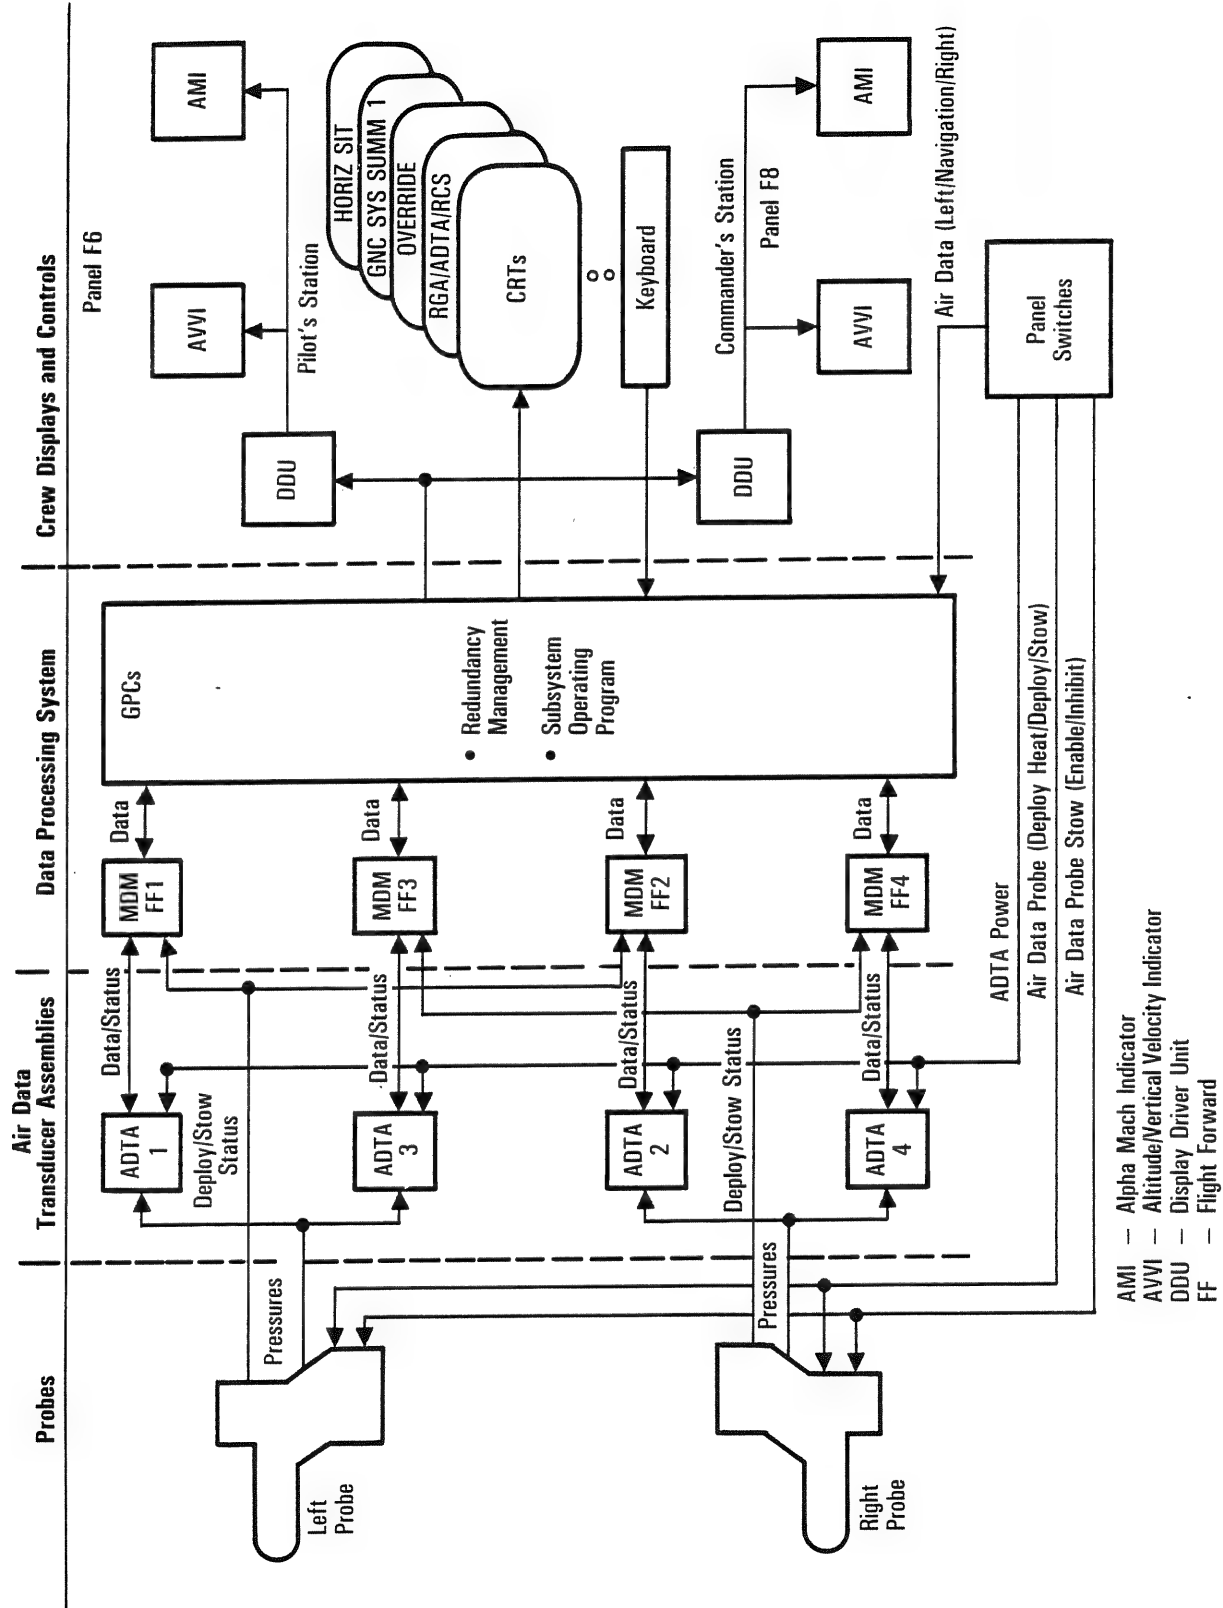 Probes
Air Data
Transducer Assemblies
Data Processing System
Crew Displays and Controls
Left
Probe
Pressures
Deploy/Stow
Status
ADTA
1
Data/Status
MDM
FF1
Data
ADTA
3
Data/Status
MDM
FF3
Data
Right
Probe
Pressures
Deploy/Stow Status
ADTA
2
Data/Status
MDM
FF2
Data
ADTA
4
Data/Status
MDM
FF4
Data
GPCs
• Redundancy
Management
• Subsystem
Operating
Program
Panel F6
DDU
Pilot's Station
AVVI
AMI
HORIZ SIT
GNC SYS SUMM 1
OVERRIDE
RGA/ADTA/RCS
CRTs
Keyboard
DDU
Commander's Station
Panel F8
AVVI
AMI
Air Data (Left/Navigation/Right)
Panel
Switches
ADTA Power
Air Data Probe (Deploy Heat/Deploy/Stow)
Air Data Probe Stow (Enable/Inhibit)
AMI — Alpha Mach Indicator
AVVI — Altitude/Vertical Velocity Indicator
DDU — Display Driver Unit
FF — Flight Forward